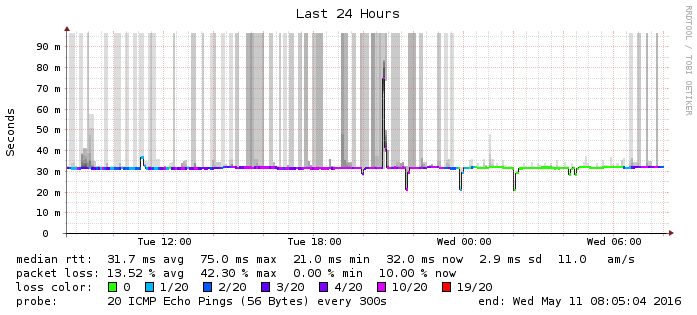 Last 24 Hours
RRDTOOL / TOBI OETIKER
Seconds
90 m
80 m
70 m
60 m
50 m
40 m
30 m
20 m
10 m
0
Tue 12:00 Tue 18:00 Wed 00:00 Wed 06:00
median rtt: 31.7 ms avg 75.0 ms max 21.0 ms min 32.0 ms now 2.9 ms sd 11.0 am/s
packet loss: 13.52 % avg 42.30 % max 0.00 % min 10.00 % now
loss color: 0 1/20 2/20 3/20 4/20 10/20 19/20
probe: 20 ICMP Echo Pings (56 Bytes) every 300s end: Wed May 11 08:05:04 2016